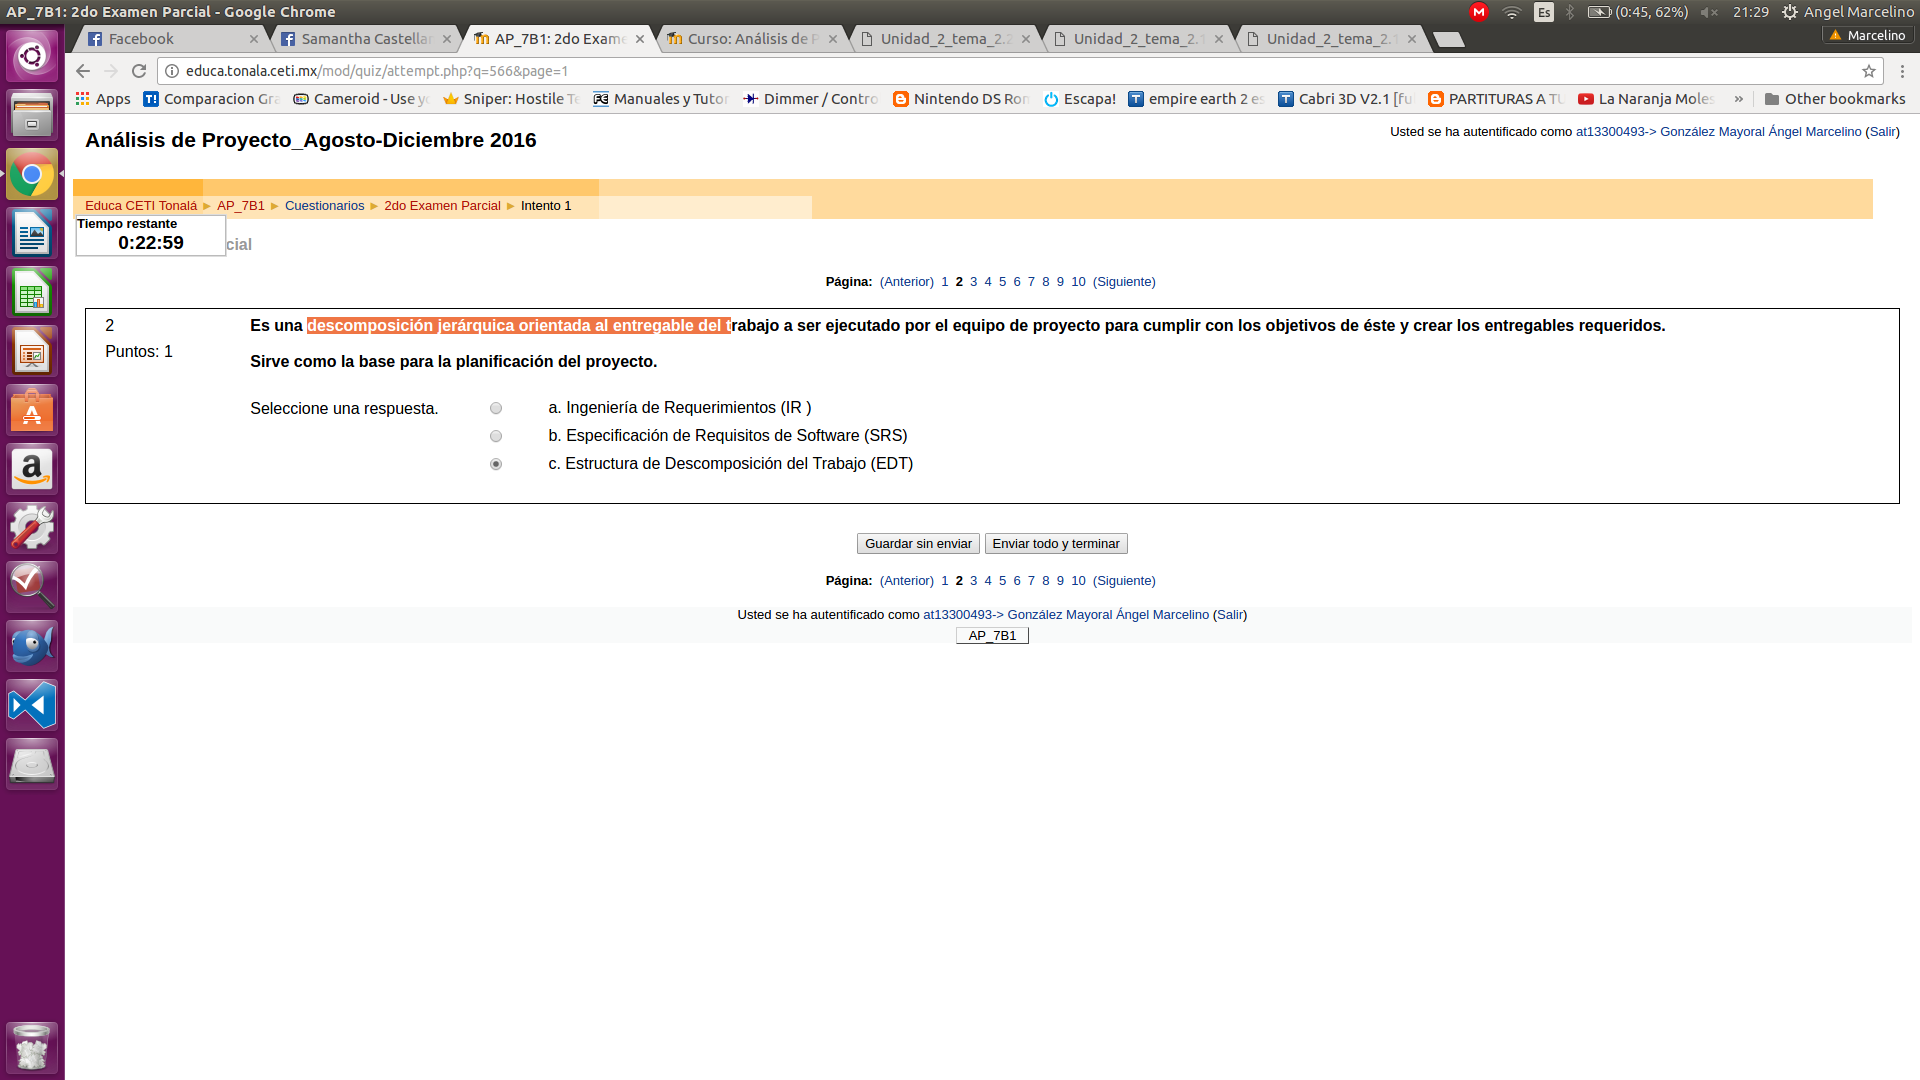 AP_7B1: 2do Examen Parcial - Google Chrome
Es (0:45, 62%) 21:29 Angel Marcelino
Facebook Samantha Castellar AP_7B1: 2do Exame Curso: Análisis de P Unidad_2_tema_2.2 Unidad_2_tema_2.1 Unidad_2_tema_2.1 Marcelino
educa.tonala.ceti.mx/mod/quiz/attempt.php?q=566&page=1
Apps Comparacion Gra Cameroid - Use yo Sniper: Hostile Te Manuales y Tutor Dimmer / Contro Nintendo DS Rom Escapa! empire earth 2 es Cabri 3D V2.1 [fu PARTITURAS A TU La Naranja Moles » Other bookmarks
Análisis de Proyecto_Agosto-Diciembre 2016
Usted se ha autentificado como at13300493-> González Mayoral Ángel Marcelino (Salir)
Educa CETI Tonalá ► AP_7B1 ► Cuestionarios ► 2do Examen Parcial ► Intento 1
Tiempo restante
0:22:59
cial
Página: (Anterior) 1 2 3 4 5 6 7 8 9 10 (Siguiente)
2
Puntos: 1
Es una descomposición jerárquica orientada al entregable del trabajo a ser ejecutado por el equipo de proyecto para cumplir con los objetivos de éste y crear los entregables requeridos.
Sirve como la base para la planificación del proyecto.
Seleccione una respuesta.
a. Ingeniería de Requerimientos (IR )
b. Especificación de Requisitos de Software (SRS)
c. Estructura de Descomposición del Trabajo (EDT)
Guardar sin enviar Enviar todo y terminar
Página: (Anterior) 1 2 3 4 5 6 7 8 9 10 (Siguiente)
Usted se ha autentificado como at13300493-> González Mayoral Ángel Marcelino (Salir)
AP_7B1